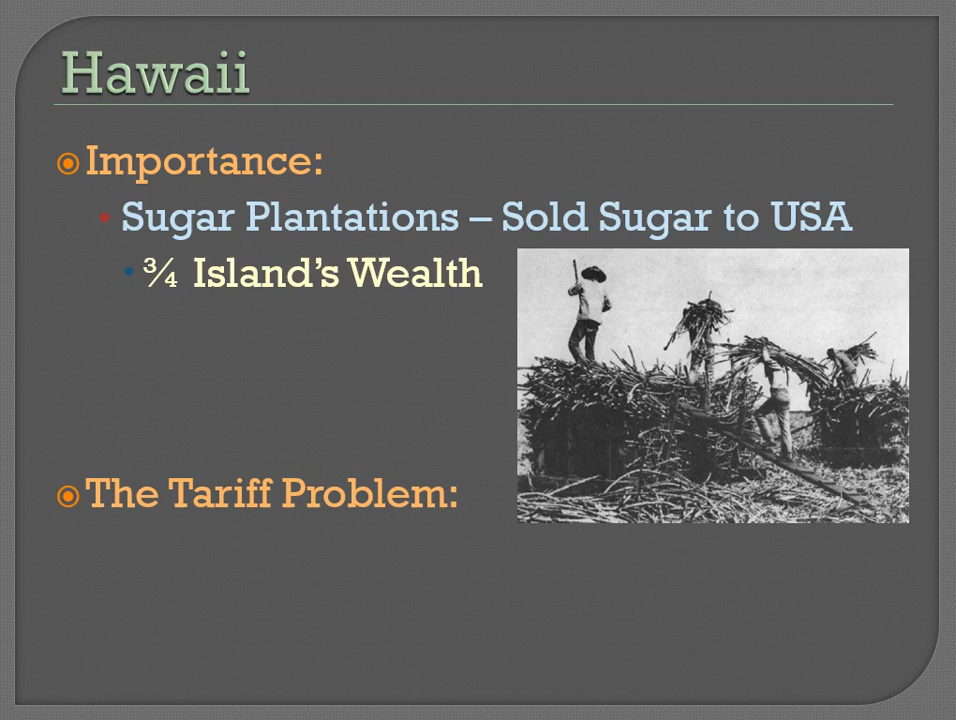 Hawaii
Importance:
Sugar Plantations – Sold Sugar to USA
¾ Island’s Wealth
The Tariff Problem: